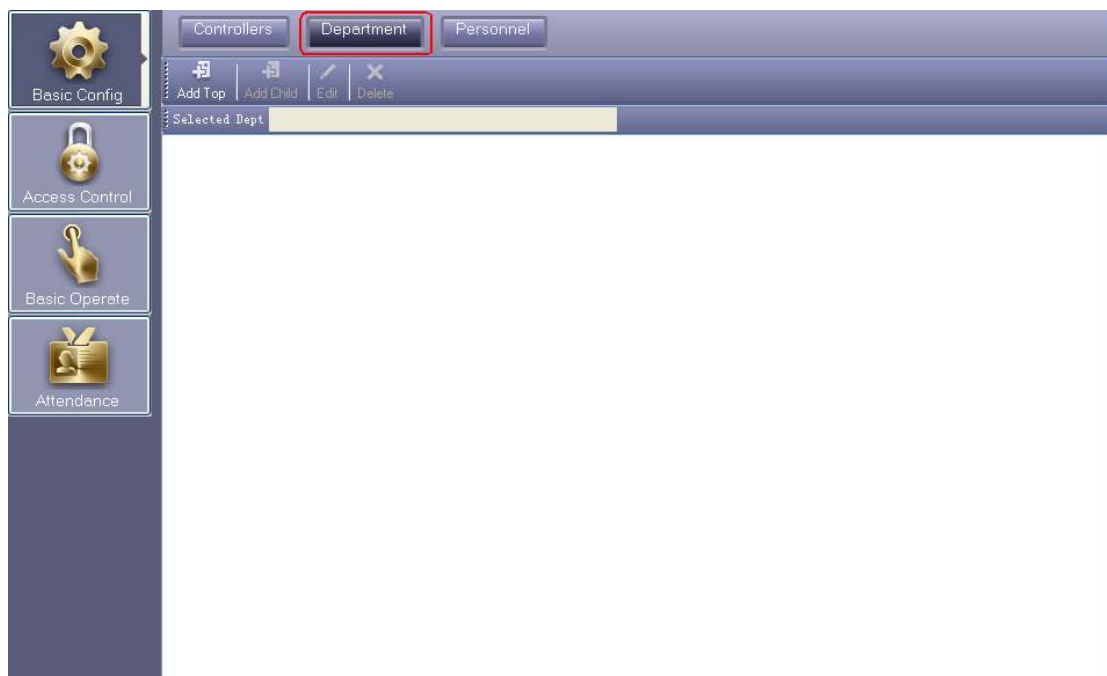 Controllers Department Personnel
Add Top Add Child Edit Delete
Selected Dept
Basic Config
Access Control
Basic Operate
Attendance